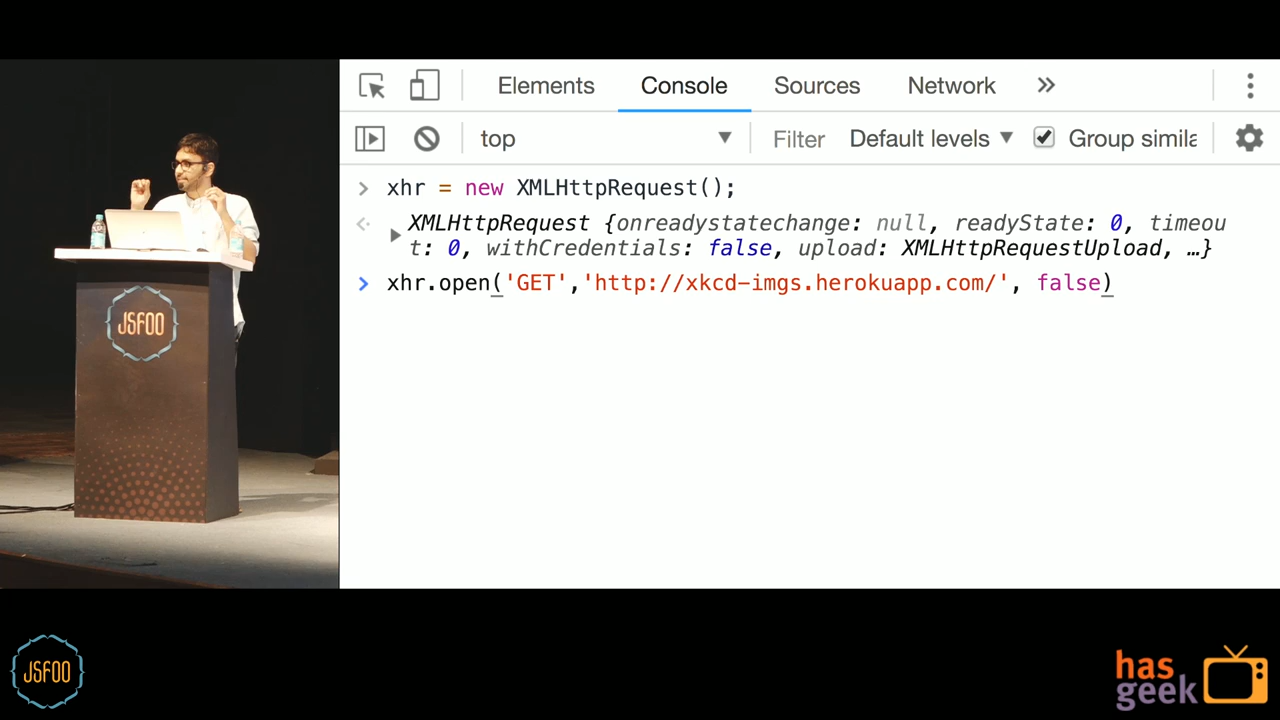 Elements Console Sources Network »
top ▼ Filter Default levels ▼ Group simila
> xhr = new XMLHttpRequest();
XMLHttpRequest {onreadystatechange: null, readyState: 0, timeou
t: 0, withCredentials: false, upload: XMLHttpRequestUpload, …}
> xhr.open('GET','http://xkcd-imgs.herokuapp.com/', false)
JSFOO
JSFOO
has
geek